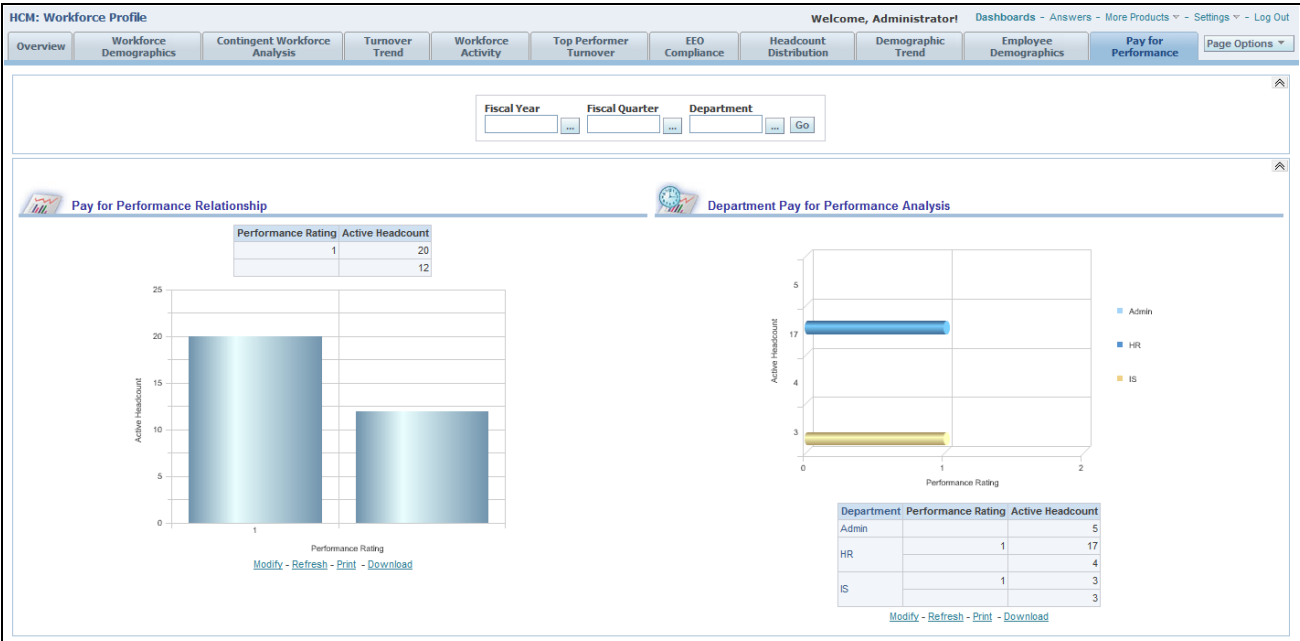 HCM: Workforce Profile
Welcome, Administrator! Dashboards - Answers - More Products - Settings - Log Out
Overview
Workforce
Demographics
Contingent Workforce
Analysis
Turnover
Trend
Workforce
Activity
Top Performer
Turnover
EEO
Compliance
Headcount
Distribution
Demographic
Trend
Employee
Demographics
Pay for
Performance
Page Options
Fiscal Year Fiscal Quarter Department
... ... ... Go
Pay for Performance Relationship
Performance Rating Active Headcount
1 20
12
25
20
15
10
5
0
Active Headcount
1
Performance Rating
Modify - Refresh - Print - Download
Department Pay for Performance Analysis
5
17
4
3
Active Headcount
0 1 2
Performance Rating
Admin
HR
IS
Department Performance Rating Active Headcount
Admin 5
HR 1 17
4
IS 1 3
3
Modify - Refresh - Print - Download